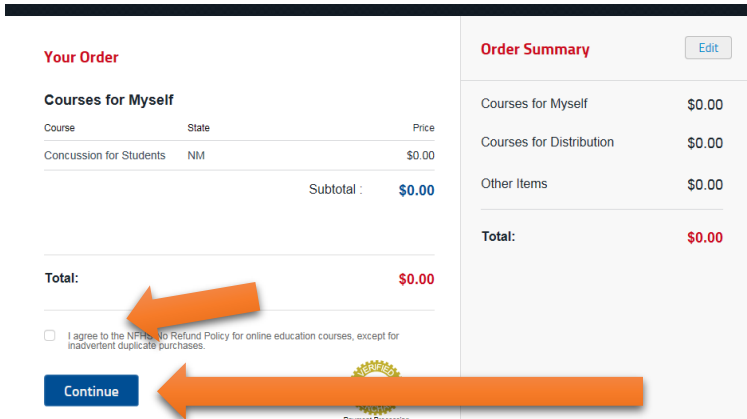 Your Order
Courses for Myself
Course State Price
Concussion for Students NM $0.00
Subtotal : $0.00
Total: $0.00
I agree to the NFHS No Refund Policy for online education courses, except for
inadvertent duplicate purchases.
VERIFIED
Continue
Order Summary Edit
Courses for Myself $0.00
Courses for Distribution $0.00
Other Items $0.00
Total: $0.00